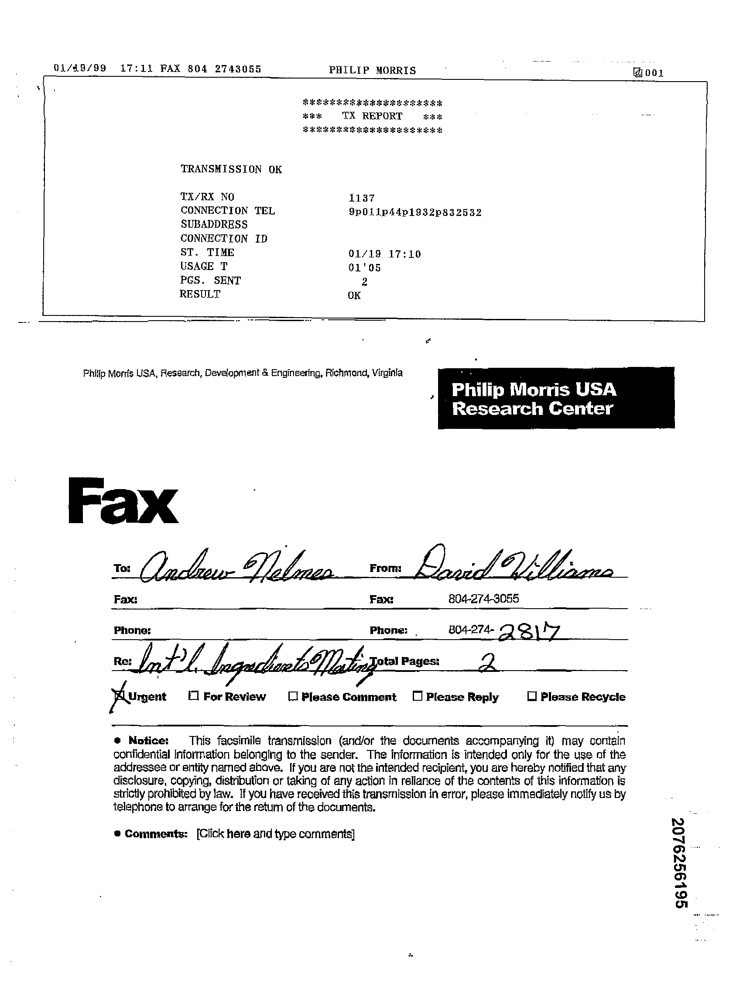 01/19/99 17:11 FAX 804 2743055 PHILIP MORRIS 001
********************
*** TX REPORT ***
********************
TRANSMISSION OK
TX/RX NO 1137
CONNECTION TEL 9p011p44p1932p832532
SUBADDRESS
CONNECTION ID
ST. TIME 01/19 17:10
USAGE T 01'05
PGS. SENT 2
RESULT OK
Philip Morris USA, Research, Development & Engineering, Richmond, Virginia
Philip Morris USA
Research Center
Fax
To: Andrew Nelmes From: David Williams
Fax: Fax: 804-274-3055
Phone: Phone: 804-274-2817
Re: Int'l. Ingredients Meeting Total Pages: 2
☒ Urgent ☐ For Review ☐ Please Comment ☐ Please Reply ☐ Please Recycle
● Notice: This facsimile transmission (and/or the documents accompanying it) may contain
confidential information belonging to the sender. The information is intended only for the use of the
addressee or entity named above. If you are not the intended recipient, you are hereby notified that any
disclosure, copying, distribution or taking of any action in reliance of the contents of this information is
strictly prohibited by law. If you have received this transmission in error, please immediately notify us by
telephone to arrange for the return of the documents.
● Comments: [Click here and type comments]
2076256195